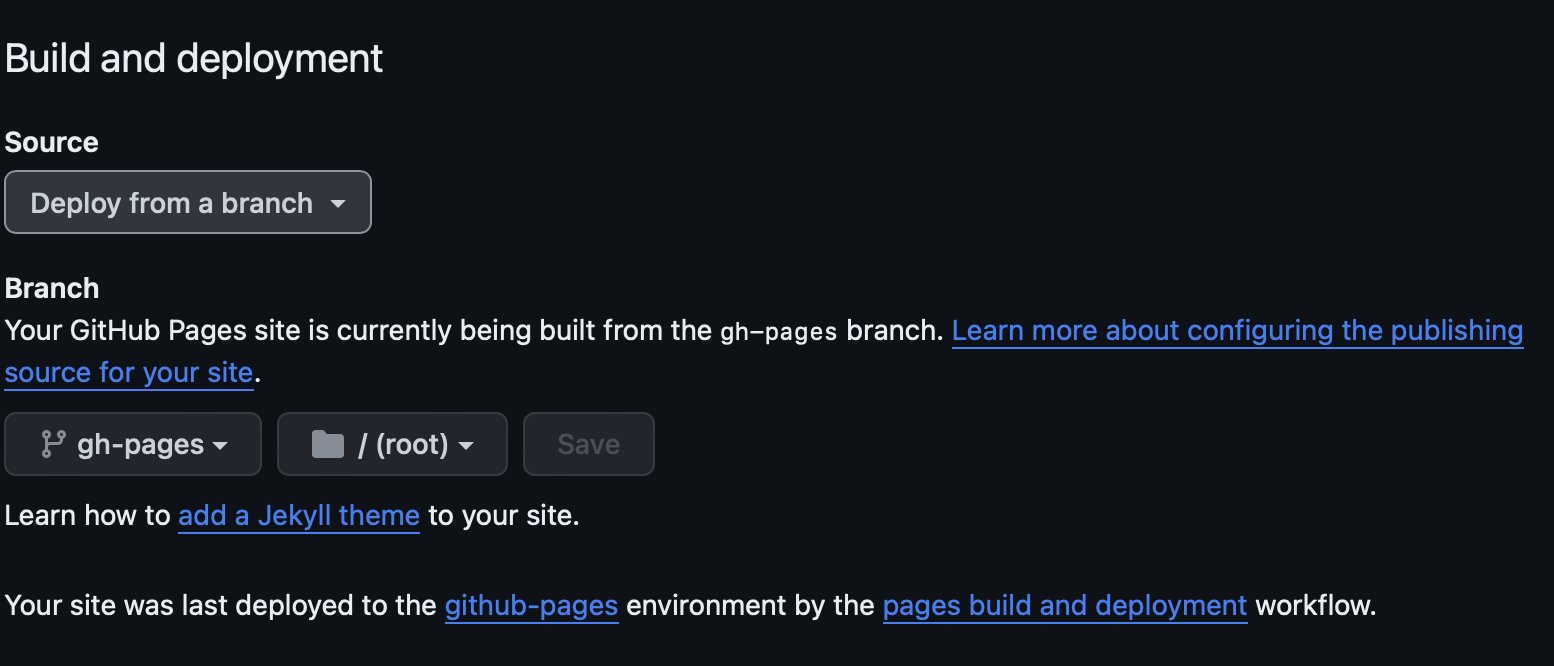 Build and deployment
Source
Deploy from a branch
Branch
Your GitHub Pages site is currently being built from the gh-pages branch. Learn more about configuring the publishing
source for your site.
gh-pages / (root) Save
Learn how to add a Jekyll theme to your site.
Your site was last deployed to the github-pages environment by the pages build and deployment workflow.